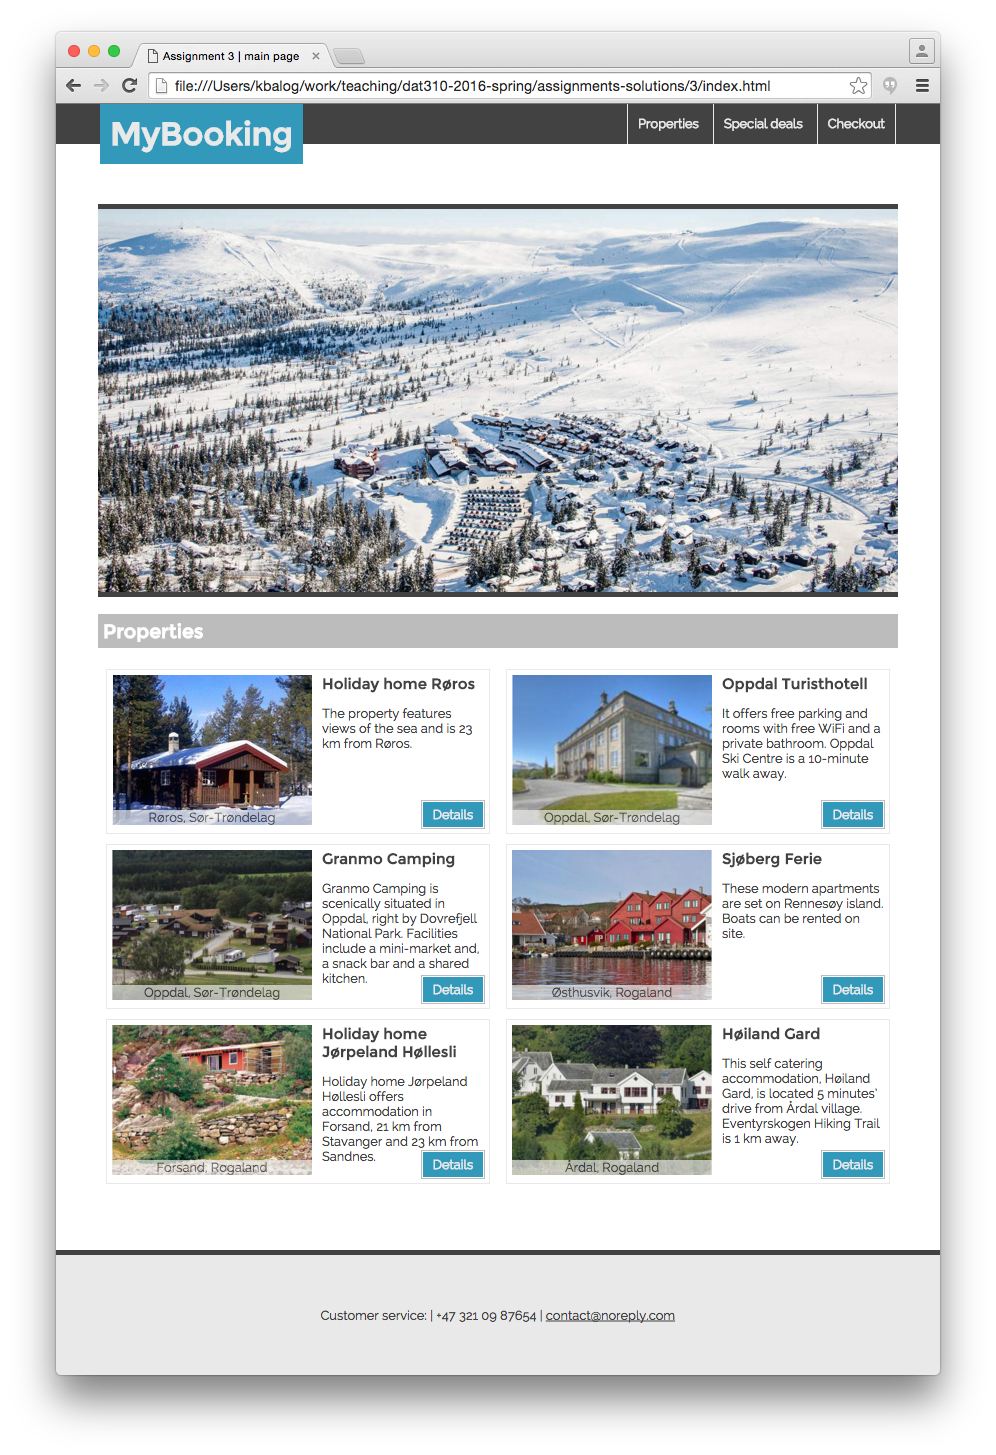 Assignment 3 | main page
file:///Users/kbalog/work/teaching/dat310-2016-spring/assignments-solutions/3/index.html
MyBooking
Properties
Special deals
Checkout
Properties
Holiday home Røros
The property features
views of the sea and is 23
km from Røros.
Røros, Sør-Trøndelag
Details
Oppdal Turisthotell
It offers free parking and
rooms with free WiFi and a
private bathroom. Oppdal
Ski Centre is a 10-minute
walk away.
Oppdal, Sør-Trøndelag
Details
Granmo Camping
Granmo Camping is
scenically situated in
Oppdal, right by Dovrefjell
National Park. Facilities
include a mini-market and,
a snack bar and a shared
kitchen.
Oppdal, Sør-Trøndelag
Details
Sjøberg Ferie
These modern apartments
are set on Rennesøy island.
Boats can be rented on
site.
Østhusvik, Rogaland
Details
Holiday home
Jørpeland Høllesli
Holiday home Jørpeland
Høllesli offers
accommodation in
Forsand, 21 km from
Stavanger and 23 km from
Sandnes.
Forsand, Rogaland
Details
Høiland Gard
This self catering
accommodation, Høiland
Gard, is located 5 minutes'
drive from Årdal village.
Eventyrskogen Hiking Trail
is 1 km away.
Årdal, Rogaland
Details
Customer service: | +47 321 09 87654 | contact@noreply.com